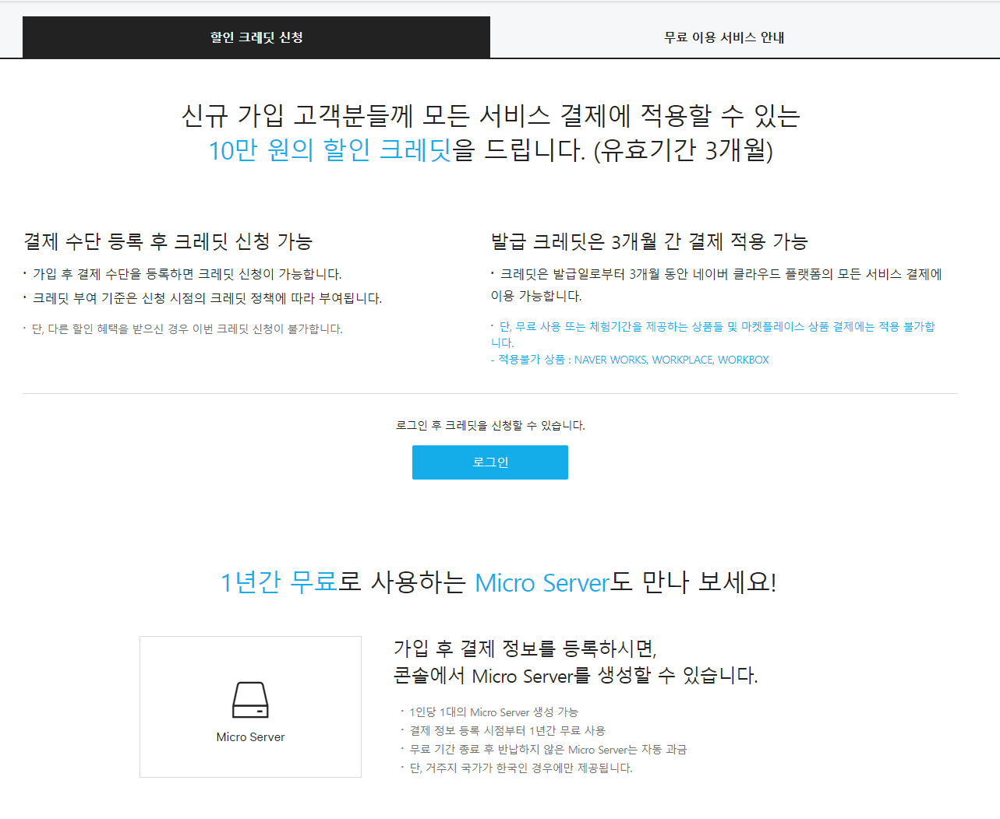 할인 크레딧 신청
무료 이용 서비스 안내
신규 가입 고객분들께 모든 서비스 결제에 적용할 수 있는
10만 원의 할인 크레딧을 드립니다. (유효기간 3개월)
결제 수단 등록 후 크레딧 신청 가능
· 가입 후 결제 수단을 등록하면 크레딧 신청이 가능합니다.
· 크레딧 부여 기준은 신청 시점의 크레딧 정책에 따라 부여됩니다.
· 단, 다른 할인 혜택을 받으신 경우 이번 크레딧 신청이 불가합니다.
발급 크레딧은 3개월 간 결제 적용 가능
· 크레딧은 발급일로부터 3개월 동안 네이버 클라우드 플랫폼의 모든 서비스 결제에
이용 가능합니다.
· 단, 무료 사용 또는 체험기간을 제공하는 상품들 및 마켓플레이스 상품 결제에는 적용 불가합
니다.
- 적용불가 상품 : NAVER WORKS, WORKPLACE, WORKBOX
로그인 후 크레딧을 신청할 수 있습니다.
로그인
1년간 무료로 사용하는 Micro Server도 만나 보세요!
Micro Server
가입 후 결제 정보를 등록하시면,
콘솔에서 Micro Server를 생성할 수 있습니다.
· 1인당 1대의 Micro Server 생성 가능
· 결제 정보 등록 시점부터 1년간 무료 사용
· 무료 기간 종료 후 반납하지 않은 Micro Server는 자동 과금
· 단, 거주지 국가가 한국인 경우에만 제공됩니다.